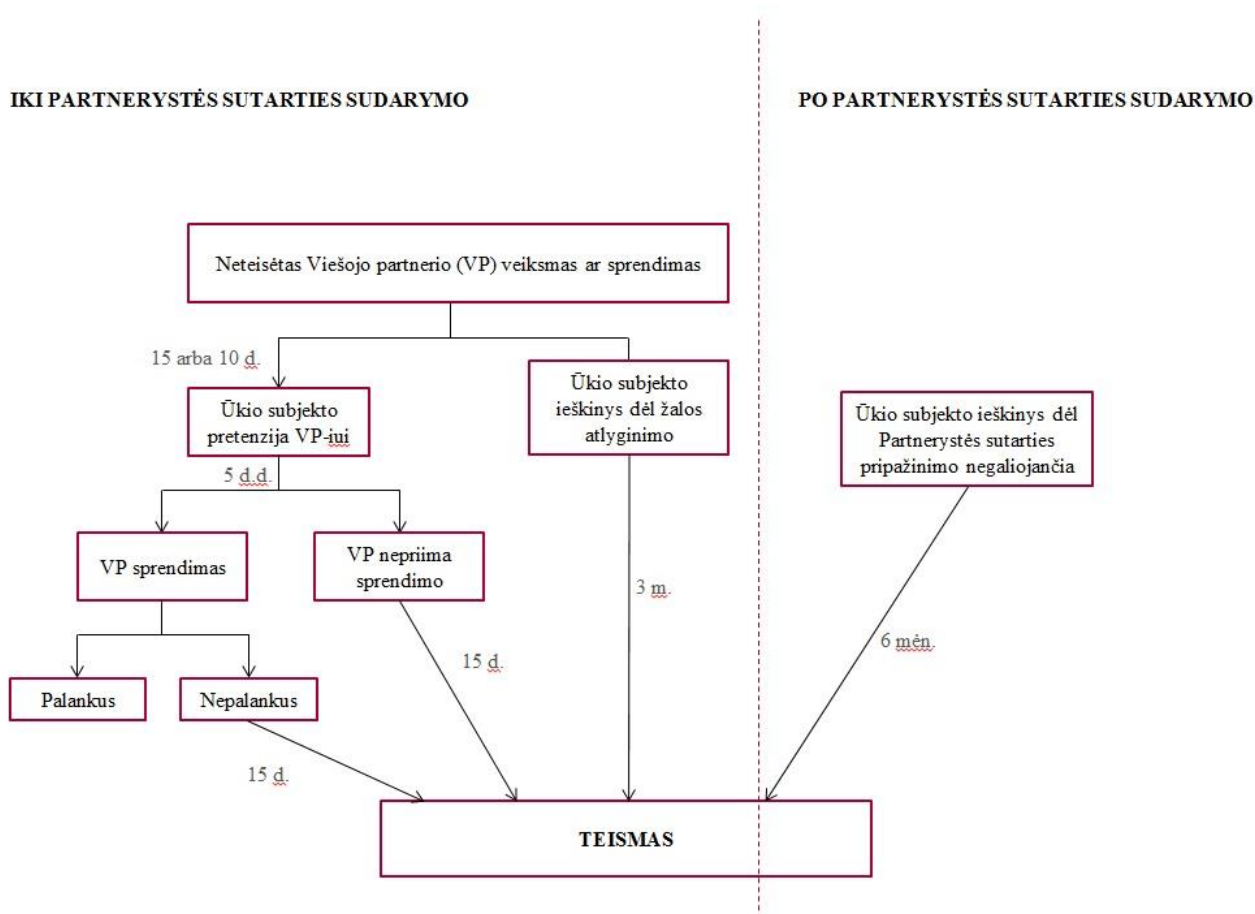 IKI PARTNERYSTĖS SUTARTIES SUDARYMO
PO PARTNERYSTĖS SUTARTIES SUDARYMO
Neteisėtas Viešojo partnerio (VP) veiksmas ar sprendimas
15 arba 10 d.
Ūkio subjekto
pretenzija VP-iui
Ūkio subjekto
ieškinys dėl žalos
atlyginimo
Ūkio subjekto ieškinys dėl
Partnerystės sutarties
pripažinimo negaliojančia
5 d.d.
VP sprendimas
VP nepriima
sprendimo
3 m.
6 mėn.
15 d.
Palankus
Nepalankus
15 d.
TEISMAS